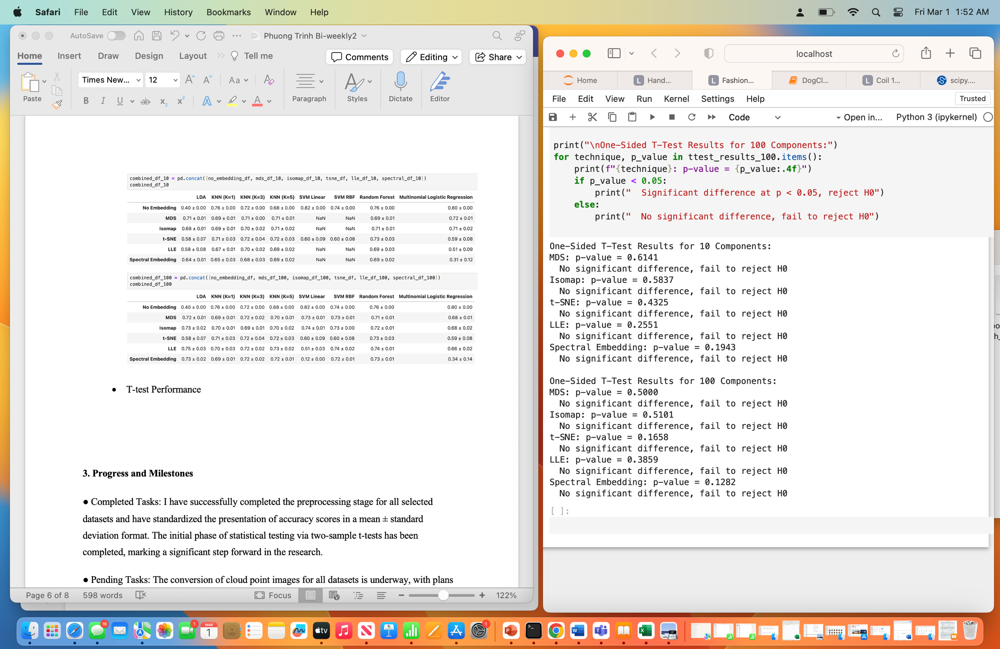 Safari File Edit View History Bookmarks Window Help Fri Mar 1 1:52 AM
AutoSave Phuong Trinh Bi-weekly2
Home Insert Draw Design Layout Tell me Comments Editing Share
Times New... 12 Aa
Paste B I U ab x2 x2 A A Paragraph Styles Dictate Editor
combined_df_10 = pd.concat([no_embedding_df, mds_df_10, isomap_df_10, tsne_df, lle_df_10, spectral_df_10])
combined_df_10
LDA KNN (K=1) KNN (K=3) KNN (K=5) SVM Linear SVM RBF Random Forest Multinomial Logistic Regression
No Embedding 0.40 ± 0.00 0.76 ± 0.00 0.72 ± 0.00 0.68 ± 0.00 0.82 ± 0.00 0.74 ± 0.00 0.76 ± 0.00 0.80 ± 0.00
MDS 0.71 ± 0.01 0.69 ± 0.01 0.71 ± 0.00 0.71 ± 0.01 NaN NaN 0.69 ± 0.01 0.72 ± 0.01
Isomap 0.68 ± 0.01 0.69 ± 0.01 0.70 ± 0.02 0.71 ± 0.02 NaN NaN 0.71 ± 0.01 0.71 ± 0.02
t-SNE 0.58 ± 0.07 0.71 ± 0.03 0.72 ± 0.04 0.72 ± 0.03 0.60 ± 0.09 0.60 ± 0.08 0.73 ± 0.03 0.59 ± 0.08
LLE 0.58 ± 0.08 0.67 ± 0.01 0.70 ± 0.02 0.69 ± 0.02 NaN NaN 0.69 ± 0.03 0.51 ± 0.09
Spectral Embedding 0.64 ± 0.01 0.65 ± 0.03 0.68 ± 0.03 0.69 ± 0.02 NaN NaN 0.69 ± 0.02 0.31 ± 0.12
combined_df_100 = pd.concat([no_embedding_df, mds_df_100, isomap_df_100, tsne_df, lle_df_100, spectral_df_100])
combined_df_100
LDA KNN (K=1) KNN (K=3) KNN (K=5) SVM Linear SVM RBF Random Forest Multinomial Logistic Regression
No Embedding 0.40 ± 0.00 0.76 ± 0.00 0.72 ± 0.00 0.68 ± 0.00 0.82 ± 0.00 0.74 ± 0.00 0.76 ± 0.00 0.80 ± 0.00
MDS 0.72 ± 0.01 0.69 ± 0.01 0.72 ± 0.02 0.70 ± 0.01 0.73 ± 0.01 0.73 ± 0.01 0.71 ± 0.01 0.68 ± 0.01
Isomap 0.73 ± 0.02 0.70 ± 0.01 0.69 ± 0.01 0.70 ± 0.02 0.74 ± 0.01 0.73 ± 0.00 0.72 ± 0.01 0.68 ± 0.02
t-SNE 0.58 ± 0.07 0.71 ± 0.03 0.72 ± 0.04 0.72 ± 0.03 0.60 ± 0.09 0.60 ± 0.08 0.73 ± 0.03 0.59 ± 0.08
LLE 0.75 ± 0.03 0.70 ± 0.03 0.72 ± 0.02 0.73 ± 0.02 0.51 ± 0.03 0.74 ± 0.02 0.74 ± 0.01 0.66 ± 0.02
Spectral Embedding 0.73 ± 0.02 0.69 ± 0.01 0.72 ± 0.02 0.72 ± 0.01 0.12 ± 0.00 0.72 ± 0.01 0.73 ± 0.01 0.34 ± 0.14
• T-test Performance
3. Progress and Milestones
● Completed Tasks: I have successfully completed the preprocessing stage for all selected
datasets and have standardized the presentation of accuracy scores in a mean ± standard
deviation format. The initial phase of statistical testing via two-sample t-tests has been
completed, marking a significant step forward in the research.
● Pending Tasks: The conversion of cloud point images for all datasets is underway, with plans
Page 6 of 8 598 words Focus 122%
localhost
Home Hand... Fashion... DogCl... Coil 1... scipy....
File Edit View Run Kernel Settings Help Trusted
Code Open in... Python 3 (ipykernel)
print("\nOne-Sided T-Test Results for 100 Components:")
for technique, p_value in ttest_results_100.items():
print(f"{technique}: p-value = {p_value:.4f}")
if p_value < 0.05:
print("  Significant difference at p < 0.05, reject H0")
else:
print("  No significant difference, fail to reject H0")
One-Sided T-Test Results for 10 Components:
MDS: p-value = 0.6141
No significant difference, fail to reject H0
Isomap: p-value = 0.5837
No significant difference, fail to reject H0
t-SNE: p-value = 0.4325
No significant difference, fail to reject H0
LLE: p-value = 0.2551
No significant difference, fail to reject H0
Spectral Embedding: p-value = 0.1943
No significant difference, fail to reject H0
One-Sided T-Test Results for 100 Components:
MDS: p-value = 0.5000
No significant difference, fail to reject H0
Isomap: p-value = 0.5101
No significant difference, fail to reject H0
t-SNE: p-value = 0.1658
No significant difference, fail to reject H0
LLE: p-value = 0.3859
No significant difference, fail to reject H0
Spectral Embedding: p-value = 0.1282
No significant difference, fail to reject H0
[ ]:
16 1 MAR 1 tv 1